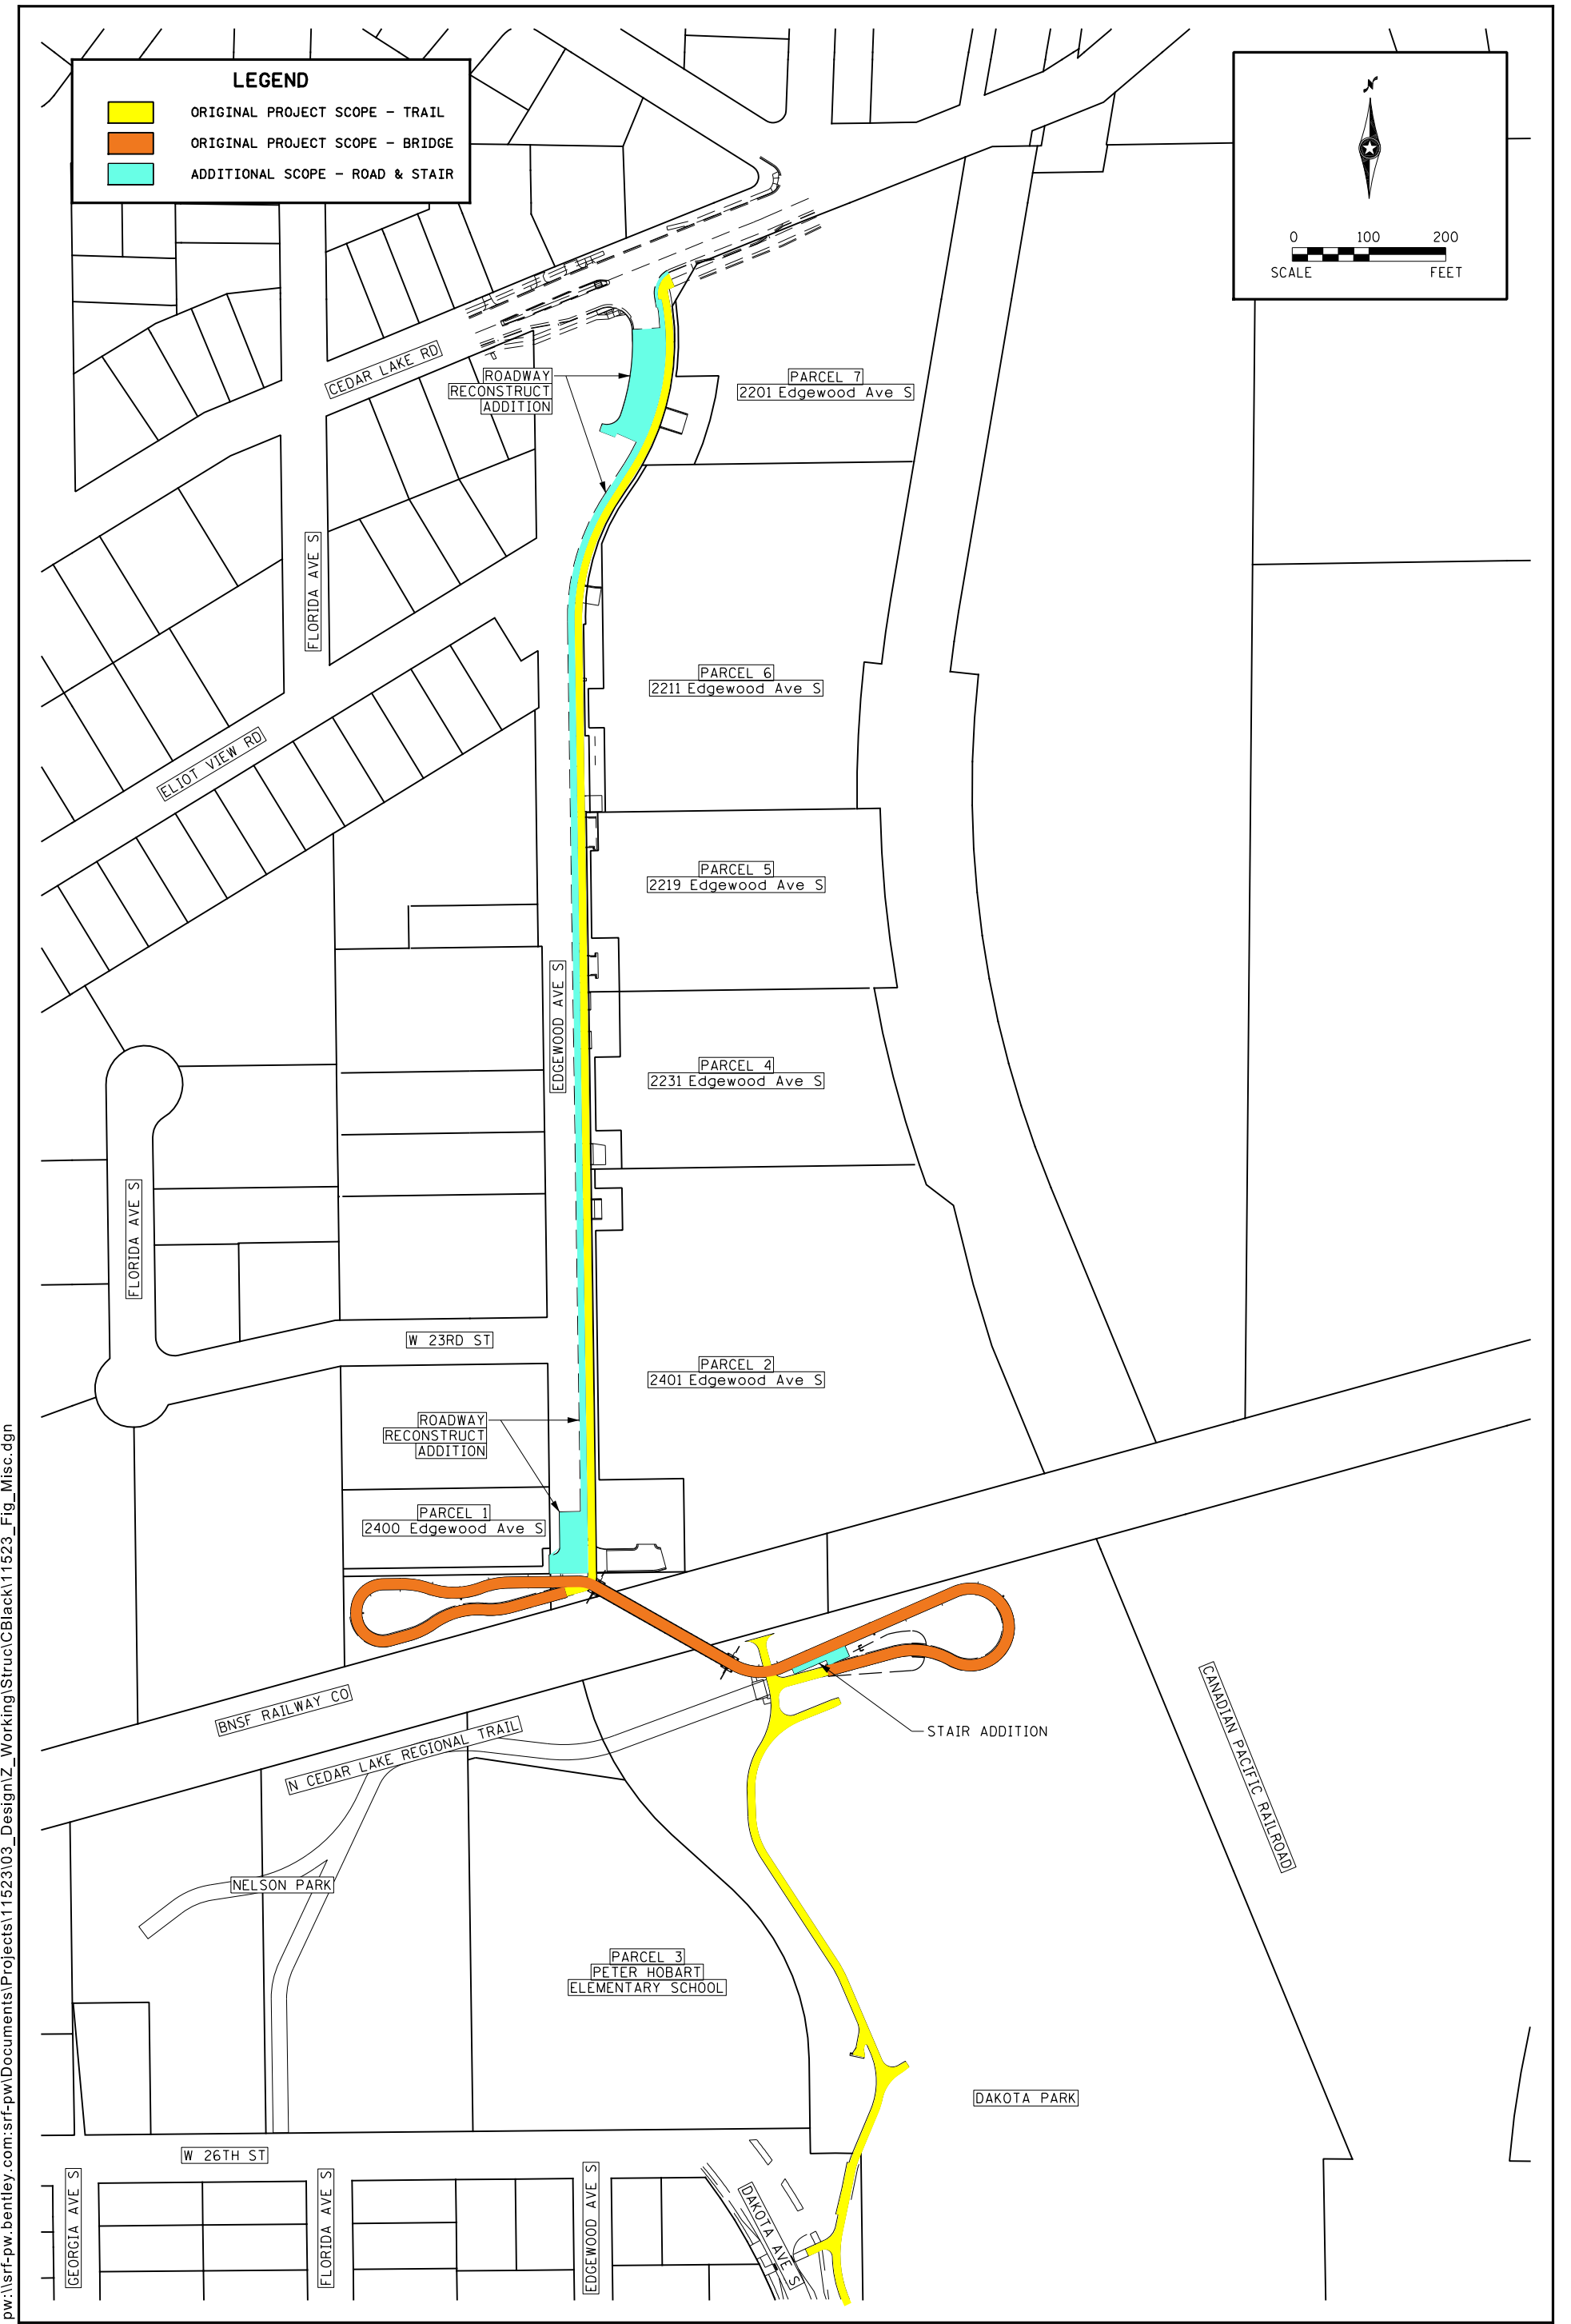 LEGEND
ORIGINAL PROJECT SCOPE - TRAIL
ORIGINAL PROJECT SCOPE - BRIDGE
ADDITIONAL SCOPE - ROAD & STAIR
N
0 100 200
SCALE FEET
CEDAR LAKE RD
ROADWAY
RECONSTRUCT
ADDITION
PARCEL 7
2201 Edgewood Ave S
FLORIDA AVE S
PARCEL 6
2211 Edgewood Ave S
ELIOT VIEW RD
PARCEL 5
2219 Edgewood Ave S
EDGEWOOD AVE S
PARCEL 4
2231 Edgewood Ave S
FLORIDA AVE S
W 23RD ST
PARCEL 2
2401 Edgewood Ave S
ROADWAY
RECONSTRUCT
ADDITION
PARCEL 1
2400 Edgewood Ave S
BNSF RAILWAY CO
N CEDAR LAKE REGIONAL TRAIL
STAIR ADDITION
CANADIAN PACIFIC RAILROAD
NELSON PARK
PARCEL 3
PETER HOBART
ELEMENTARY SCHOOL
DAKOTA PARK
W 26TH ST
GEORGIA AVE S
FLORIDA AVE S
EDGEWOOD AVE S
DAKOTA AVE S
pw:\\srf-pw.bentley.com:srf-pw\Documents\Projects\11523\03_Design\Z_Working\Struc\CBlack\11523_Fig_Misc.dgn